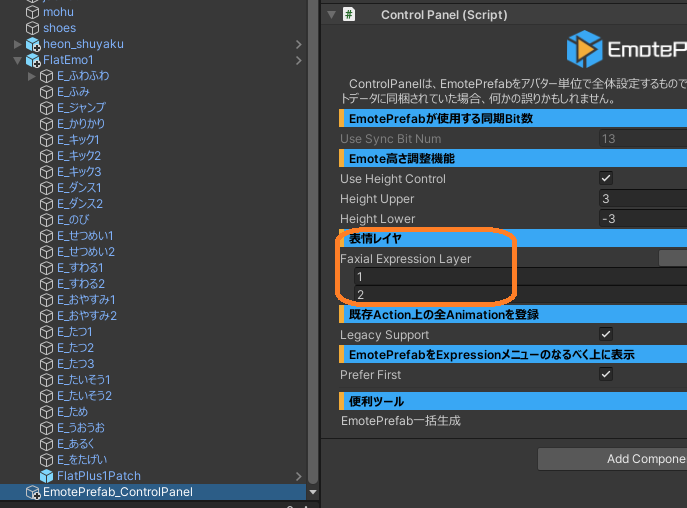 mohu
shoes
heon_shuyaku
FlatEmo1
E_ふわふわ
E_ふみ
E_ジャンプ
E_かりかり
E_キック1
E_キック2
E_キック3
E_ダンス1
E_ダンス2
E_のび
E_せつめい1
E_せつめい2
E_すわる1
E_すわる2
E_おやすみ1
E_おやすみ2
E_たつ1
E_たつ2
E_たつ3
E_たいそう1
E_たいそう2
E_ため
E_うおうお
E_あるく
E_をたげい
FlatPlus1Patch
EmotePrefab_ControlPanel
# Control Panel (Script)
EmoteP
ControlPanelは、EmotePrefabをアバター単位で全体設定するもので
トデータに同梱されていた場合、何かの誤りかもしれません。
EmotePrefabが使用する同期Bit数
Use Sync Bit Num 13
Emote高さ調整機能
Use Height Control
Height Upper 3
Height Lower -3
表情レイヤ
Faxial Expression Layer
1
2
既存Action上の全Animationを登録
Legacy Support
EmotePrefabをExpressionメニューのなるべく上に表示
Prefer First
便利ツール
EmotePrefab一括生成
Add Compone